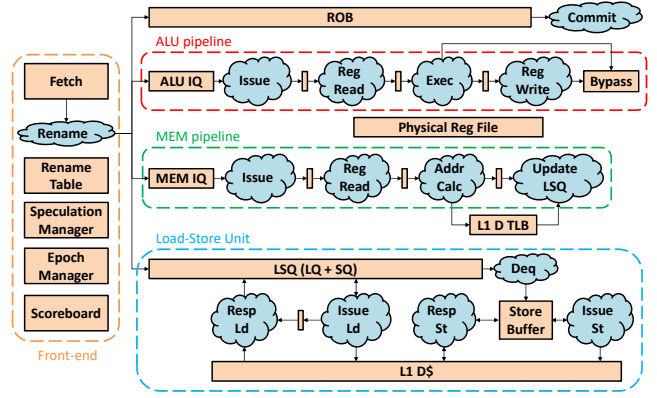 ROB
Commit
ALU pipeline
Fetch
Rename
Rename
Table
Speculation
Manager
Epoch
Manager
Scoreboard
Front-end
ALU IQ
Issue
Reg
Read
Exec
Reg
Write
Bypass
Physical Reg File
MEM pipeline
MEM IQ
Issue
Reg
Read
Addr
Calc
Update
LSQ
L1 D TLB
Load-Store Unit
LSQ (LQ + SQ)
Deq
Resp
Ld
Issue
Ld
Resp
St
Store
Buffer
Issue
St
L1 D$